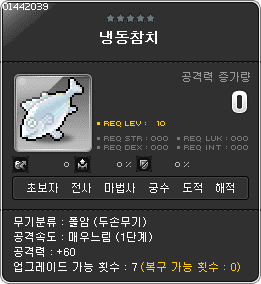 01442039
냉동참치
공격력 증가량
0
REQ LEV : 10
REQ STR : 000 REQ LUK : 000
REQ DEX : 000 REQ INT : 000
0 0 % 0 %
초보자 전사 마법사 궁수 도적 해적
무기분류 : 폴암 (두손무기)
공격속도 : 매우느림 (1단계)
공격력 : +60
업그레이드 가능 횟수 : 7 (복구 가능 횟수 : 0)